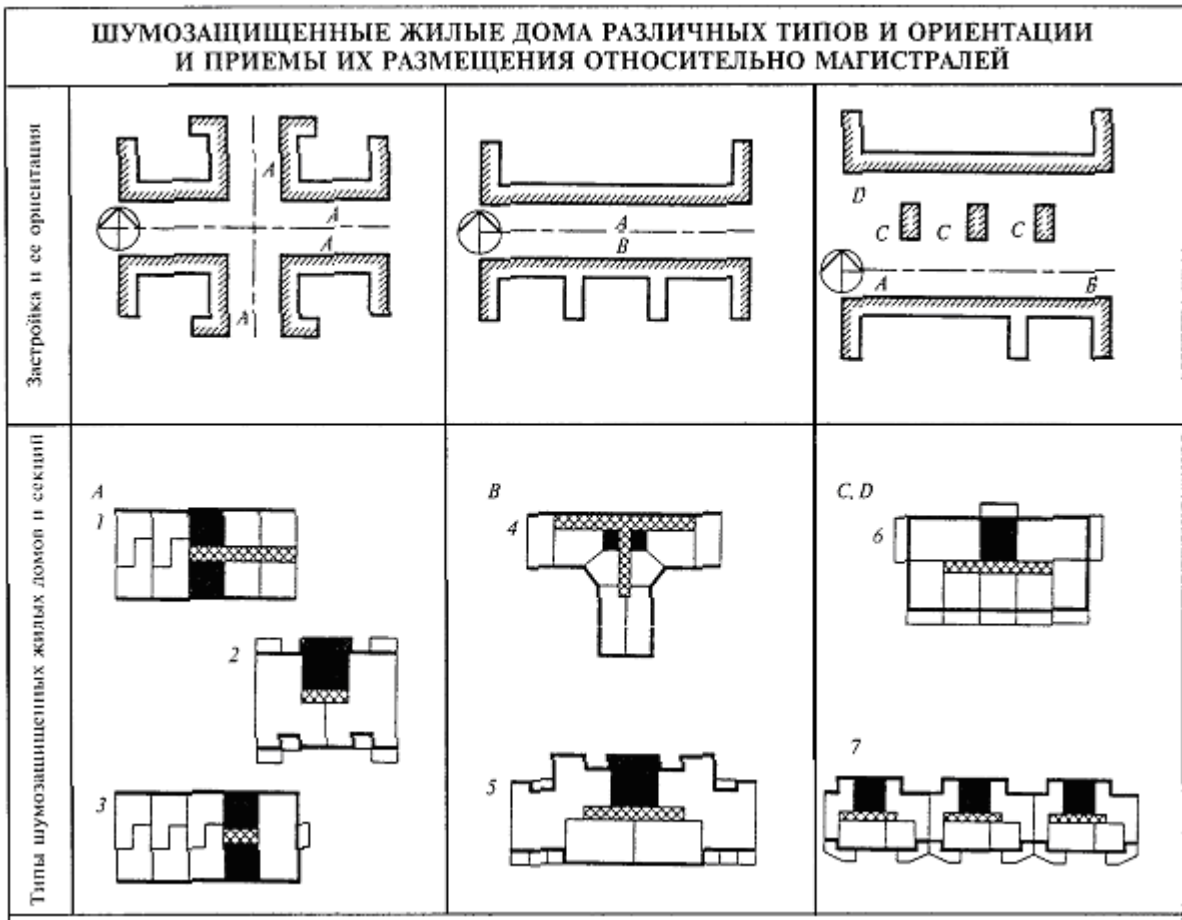 ШУМОЗАЩИЩЕННЫЕ ЖИЛЫЕ ДОМА РАЗЛИЧНЫХ ТИПОВ И ОРИЕНТАЦИИ
И ПРИЕМЫ ИХ РАЗМЕЩЕНИЯ ОТНОСИТЕЛЬНО МАГИСТРАЛЕЙ
Застройка и ее ориентация
A
A
A
A
A
B
D
C
C
C
A
Б
Типы шумозащищенных жилых домов и секций
A
1
2
3
B
4
5
C, D
6
7